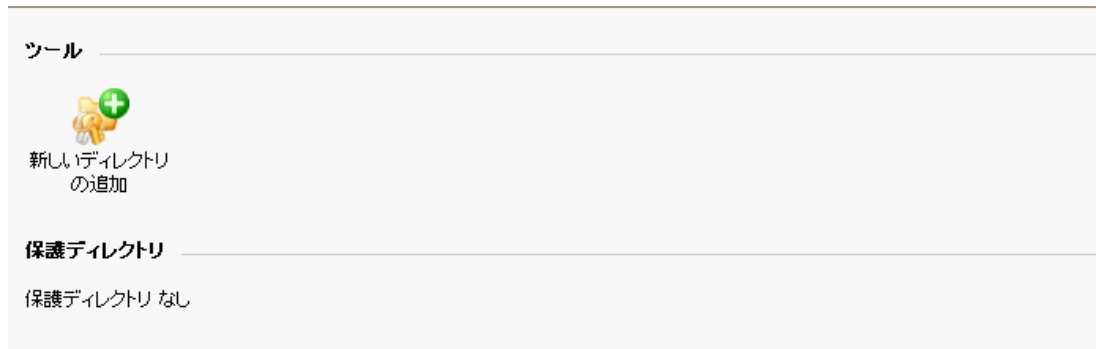 ツール
新しいディレクトリ
の追加
保護ディレクトリ
保護ディレクトリ なし